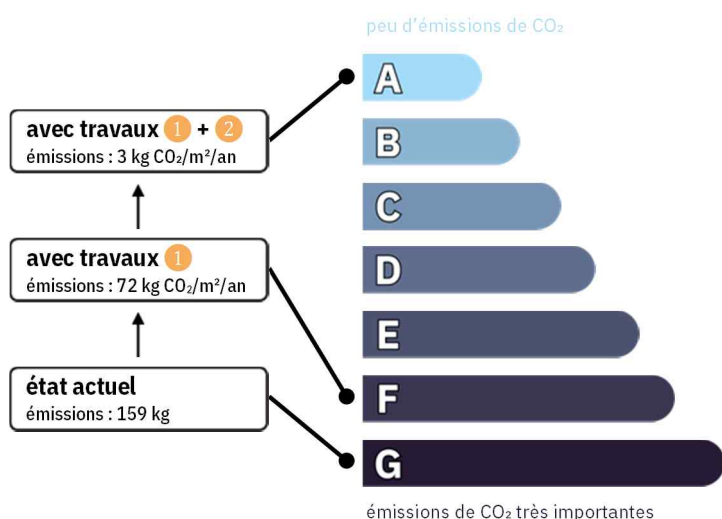 peu d'émissions de CO₂
A
avec travaux 1 + 2
émissions : 3 kg CO₂/m²/an
B
C
avec travaux 1
émissions : 72 kg CO₂/m²/an
D
E
état actuel
émissions : 159 kg
F
G
émissions de CO₂ très importantes